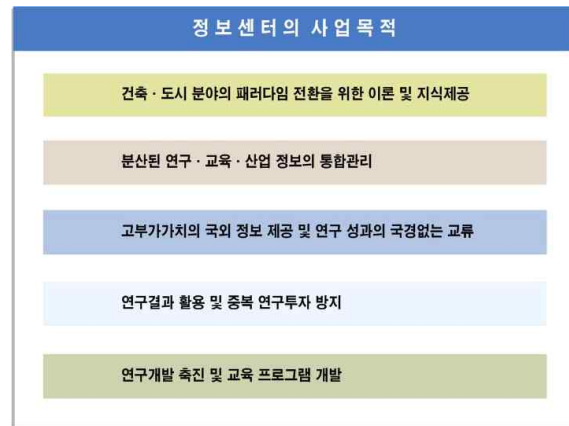 정보센터의 사업목적
건축 · 도시 분야의 패러다임 전환을 위한 이론 및 지식제공
분산된 연구 · 교육 · 산업 정보의 통합관리
고부가가치의 국외 정보 제공 및 연구 성과의 국경없는 교류
연구결과 활용 및 중복 연구투자 방지
연구개발 축진 및 교육 프로그램 개발